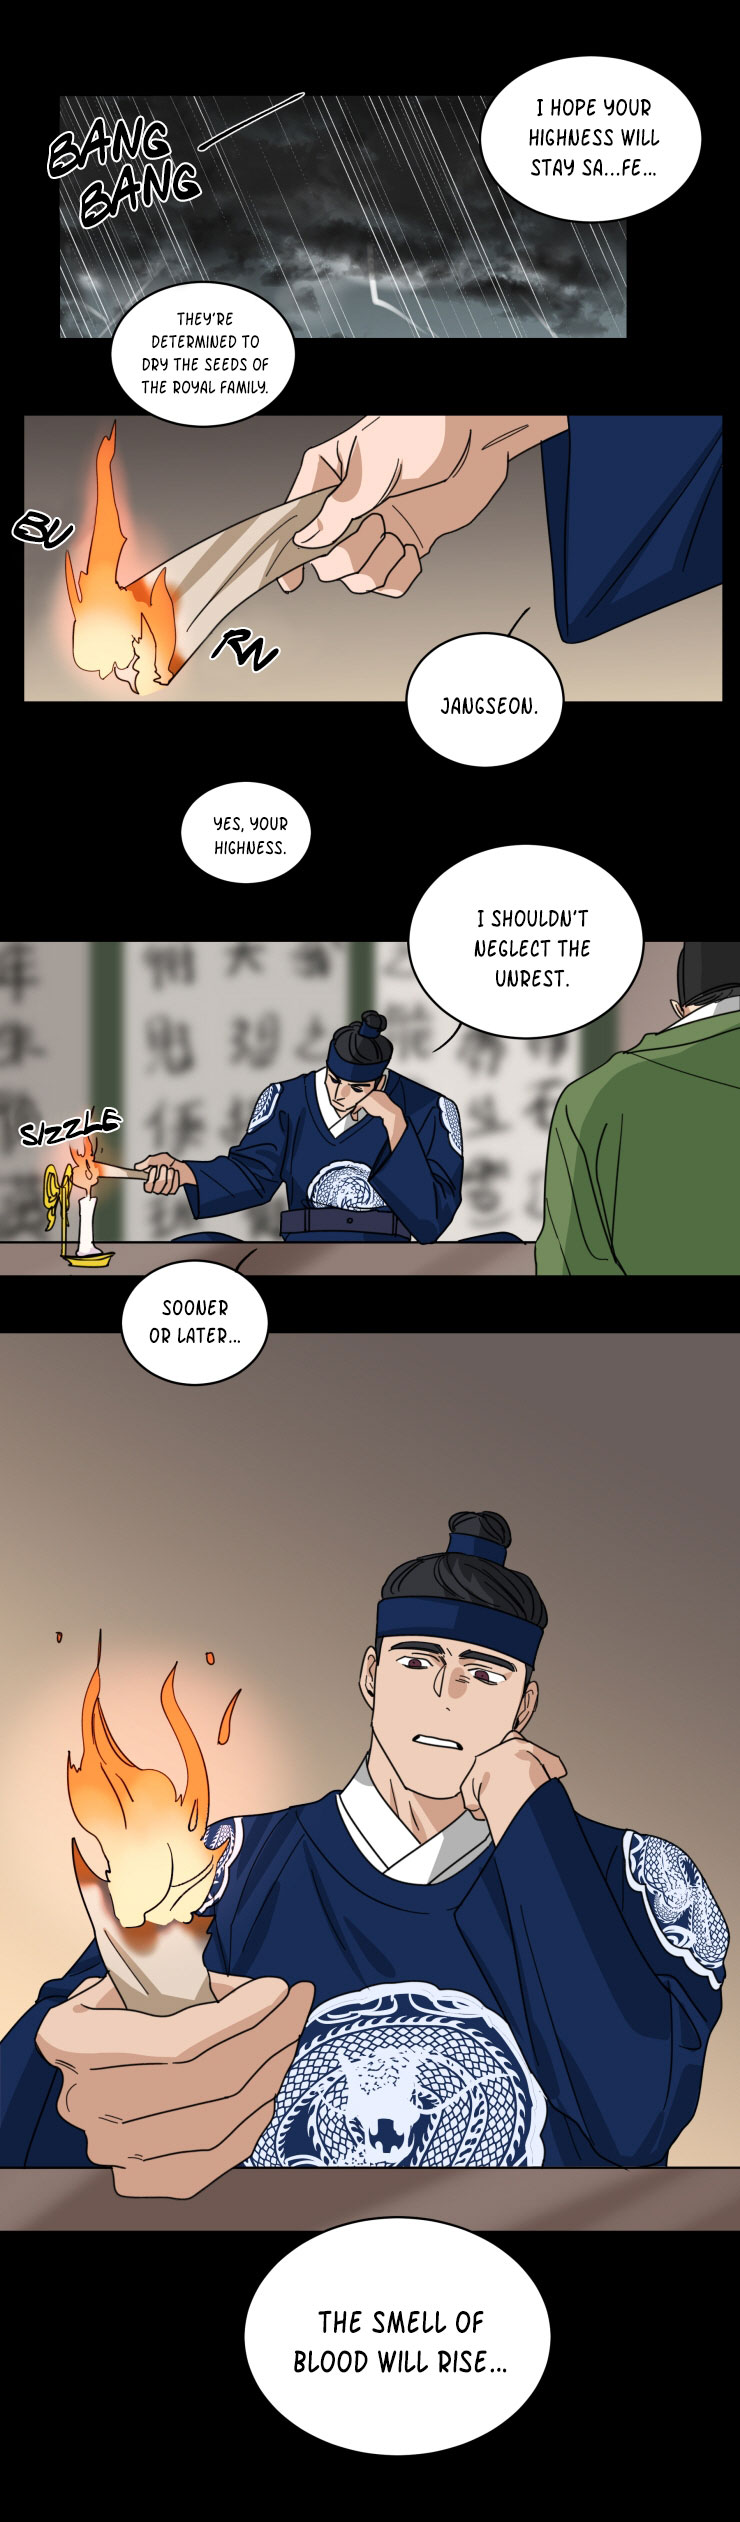 I HOPE YOUR
HIGHNESS WILL
STAY SA...FE...
BANG
BANG
THEY'RE
DETERMINED TO
DRY THE SEEDS OF
THE ROYAL FAMILY.
BU
RN
JANGSEON.
YES, YOUR
HIGHNESS.
I SHOULDN'T
NEGLECT THE
UNREST.
SIZZLE
SOONER
OR LATER...
THE SMELL OF
BLOOD WILL RISE...